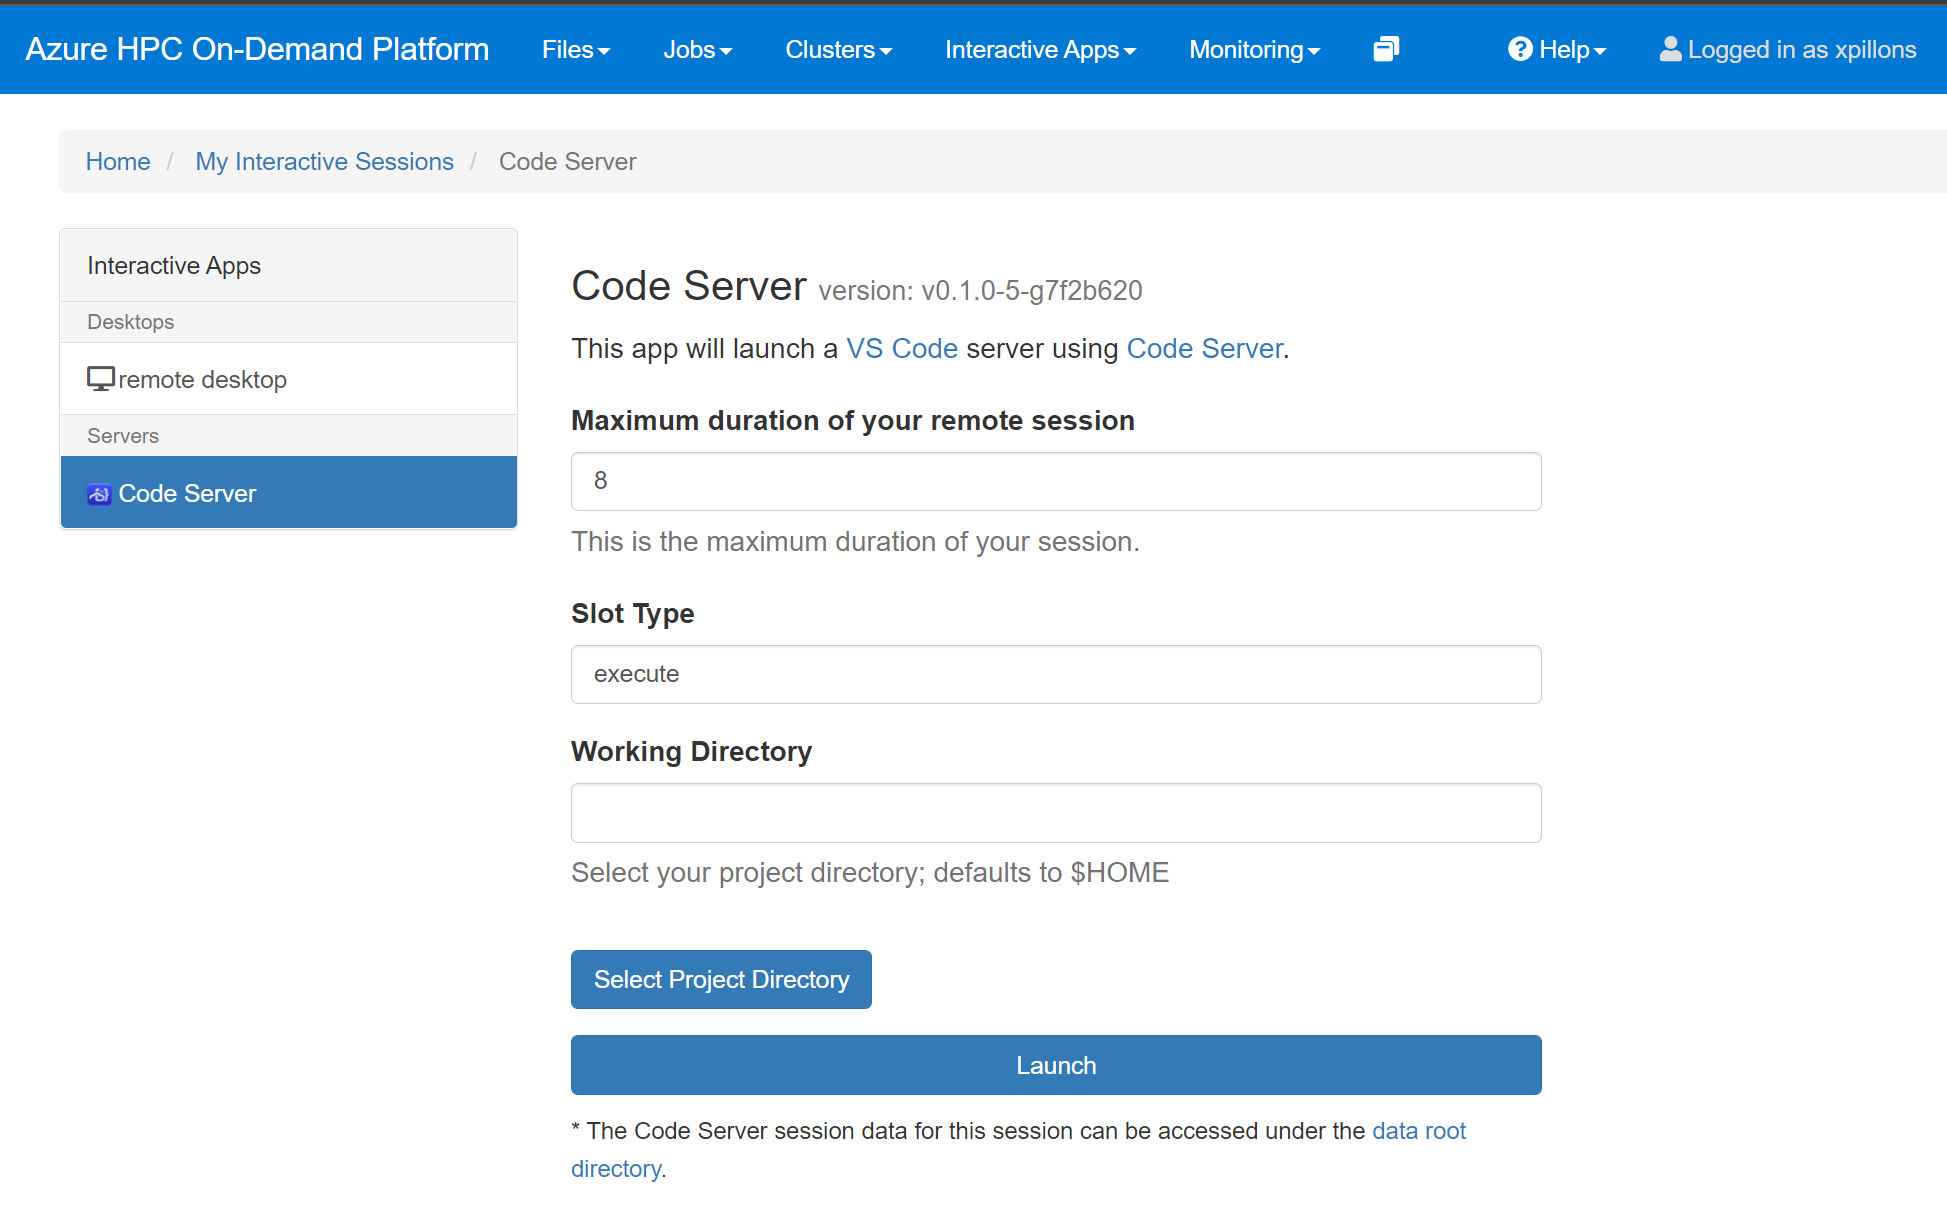 Azure HPC On-Demand Platform Files Jobs Clusters Interactive Apps Monitoring Help Logged in as xpillons
Home / My Interactive Sessions / Code Server
Interactive Apps
Desktops
remote desktop
Servers
Code Server
Code Server version: v0.1.0-5-g7f2b620
This app will launch a VS Code server using Code Server.
Maximum duration of your remote session
8
This is the maximum duration of your session.
Slot Type
execute
Working Directory
Select your project directory; defaults to $HOME
Select Project Directory
Launch
* The Code Server session data for this session can be accessed under the data root
directory.